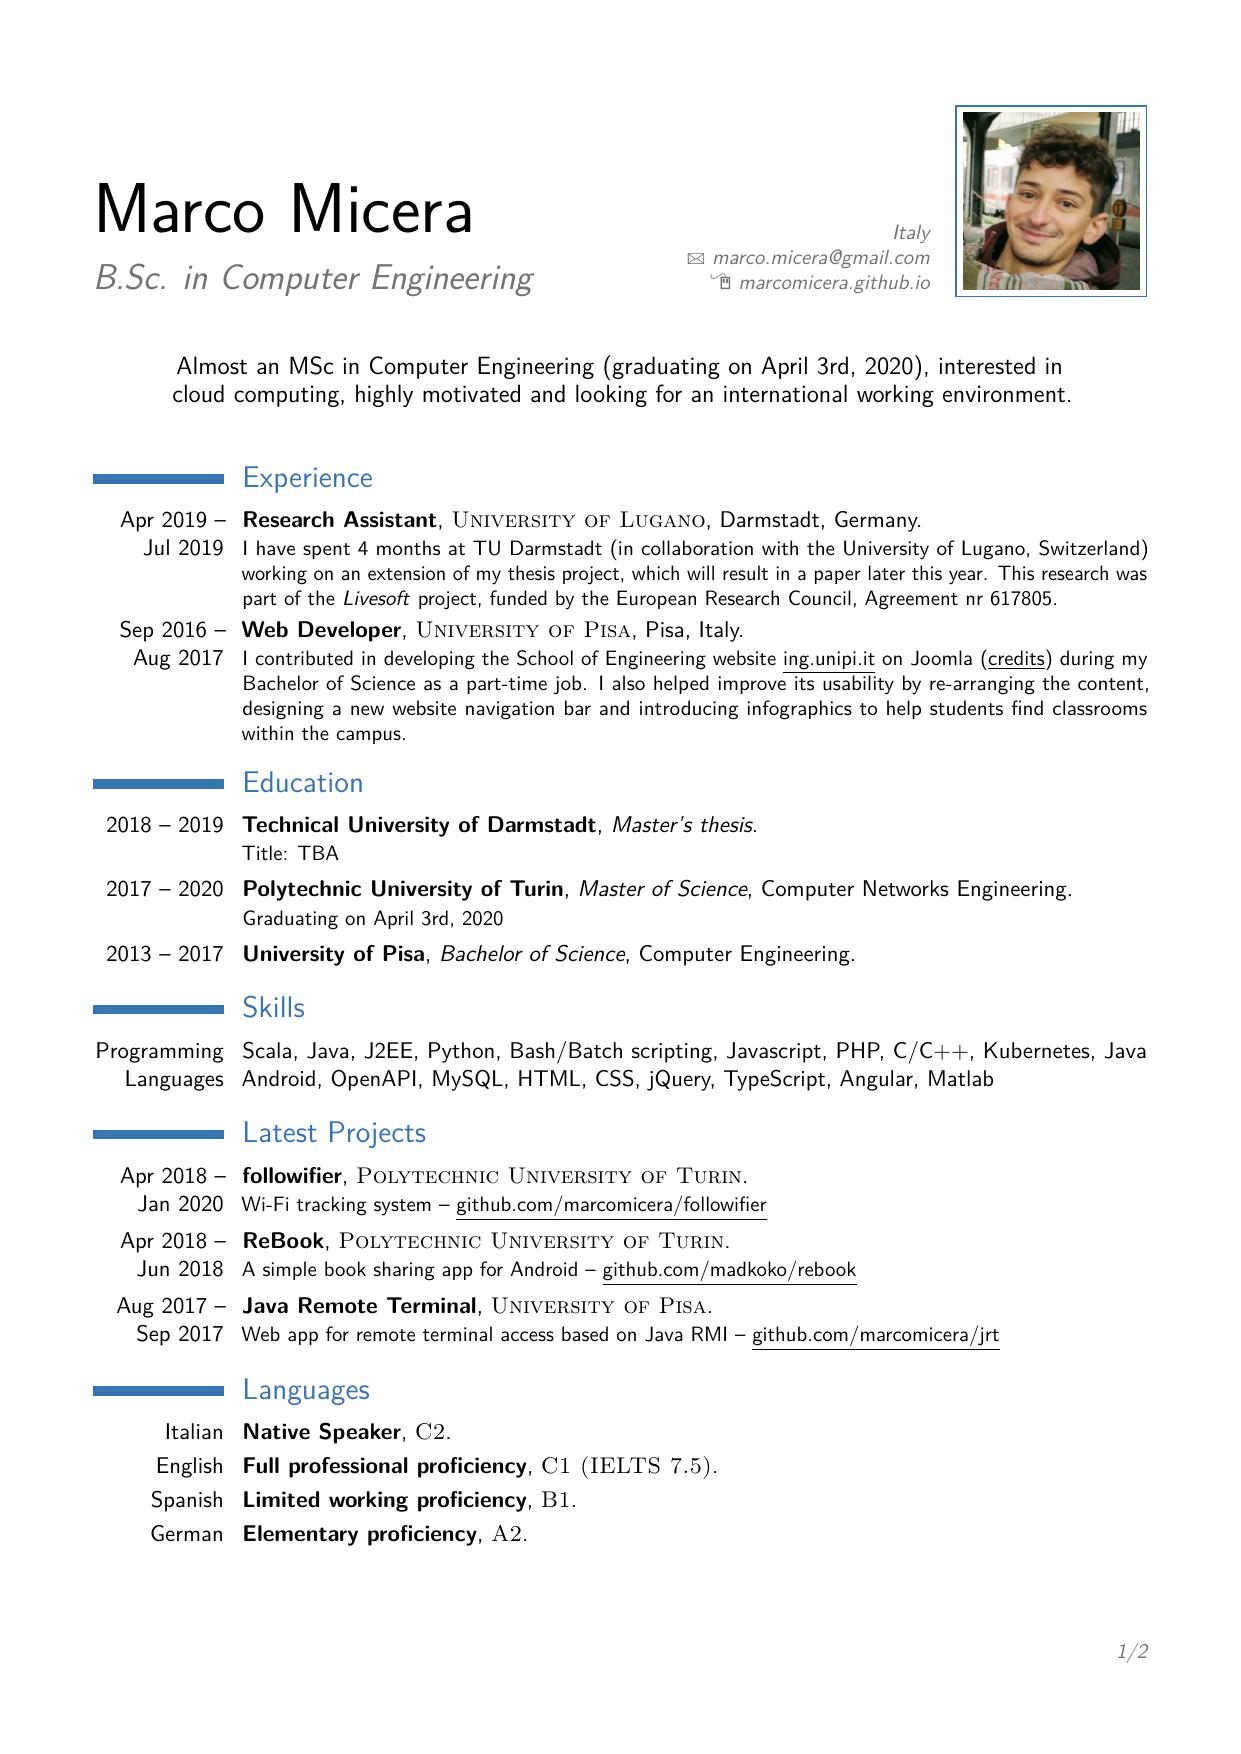 Marco Micera
B.Sc. in Computer Engineering
Italy
marco.micera@gmail.com
marcomicera.github.io
Almost an MSc in Computer Engineering (graduating on April 3rd, 2020), interested in
cloud computing, highly motivated and looking for an international working environment.
Experience
Apr 2019 – Research Assistant, University of Lugano, Darmstadt, Germany.
Jul 2019 I have spent 4 months at TU Darmstadt (in collaboration with the University of Lugano, Switzerland)
working on an extension of my thesis project, which will result in a paper later this year. This research was
part of the Livesoft project, funded by the European Research Council, Agreement nr 617805.
Sep 2016 – Web Developer, University of Pisa, Pisa, Italy.
Aug 2017 I contributed in developing the School of Engineering website ing.unipi.it on Joomla (credits) during my
Bachelor of Science as a part-time job. I also helped improve its usability by re-arranging the content,
designing a new website navigation bar and introducing infographics to help students find classrooms
within the campus.
Education
2018 – 2019 Technical University of Darmstadt, Master's thesis.
Title: TBA
2017 – 2020 Polytechnic University of Turin, Master of Science, Computer Networks Engineering.
Graduating on April 3rd, 2020
2013 – 2017 University of Pisa, Bachelor of Science, Computer Engineering.
Skills
Programming Scala, Java, J2EE, Python, Bash/Batch scripting, Javascript, PHP, C/C++, Kubernetes, Java
Languages Android, OpenAPI, MySQL, HTML, CSS, jQuery, TypeScript, Angular, Matlab
Latest Projects
Apr 2018 – followifier, Polytechnic University of Turin.
Jan 2020 Wi-Fi tracking system – github.com/marcomicera/followifier
Apr 2018 – ReBook, Polytechnic University of Turin.
Jun 2018 A simple book sharing app for Android – github.com/madkoko/rebook
Aug 2017 – Java Remote Terminal, University of Pisa.
Sep 2017 Web app for remote terminal access based on Java RMI – github.com/marcomicera/jrt
Languages
Italian Native Speaker, C2.
English Full professional proficiency, C1 (IELTS 7.5).
Spanish Limited working proficiency, B1.
German Elementary proficiency, A2.
1/2